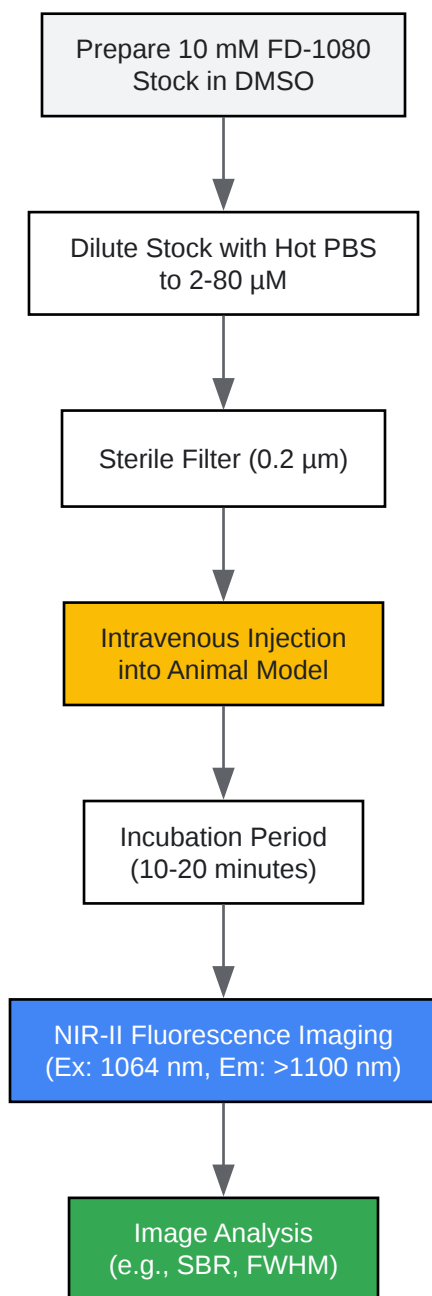 Prepare 10 mM FD-1080
Stock in DMSO
Dilute Stock with Hot PBS
to 2-80 µM
Sterile Filter (0.2 µm)
Intravenous Injection
into Animal Model
Incubation Period
(10-20 minutes)
NIR-II Fluorescence Imaging
(Ex: 1064 nm, Em: >1100 nm)
Image Analysis
(e.g., SBR, FWHM)